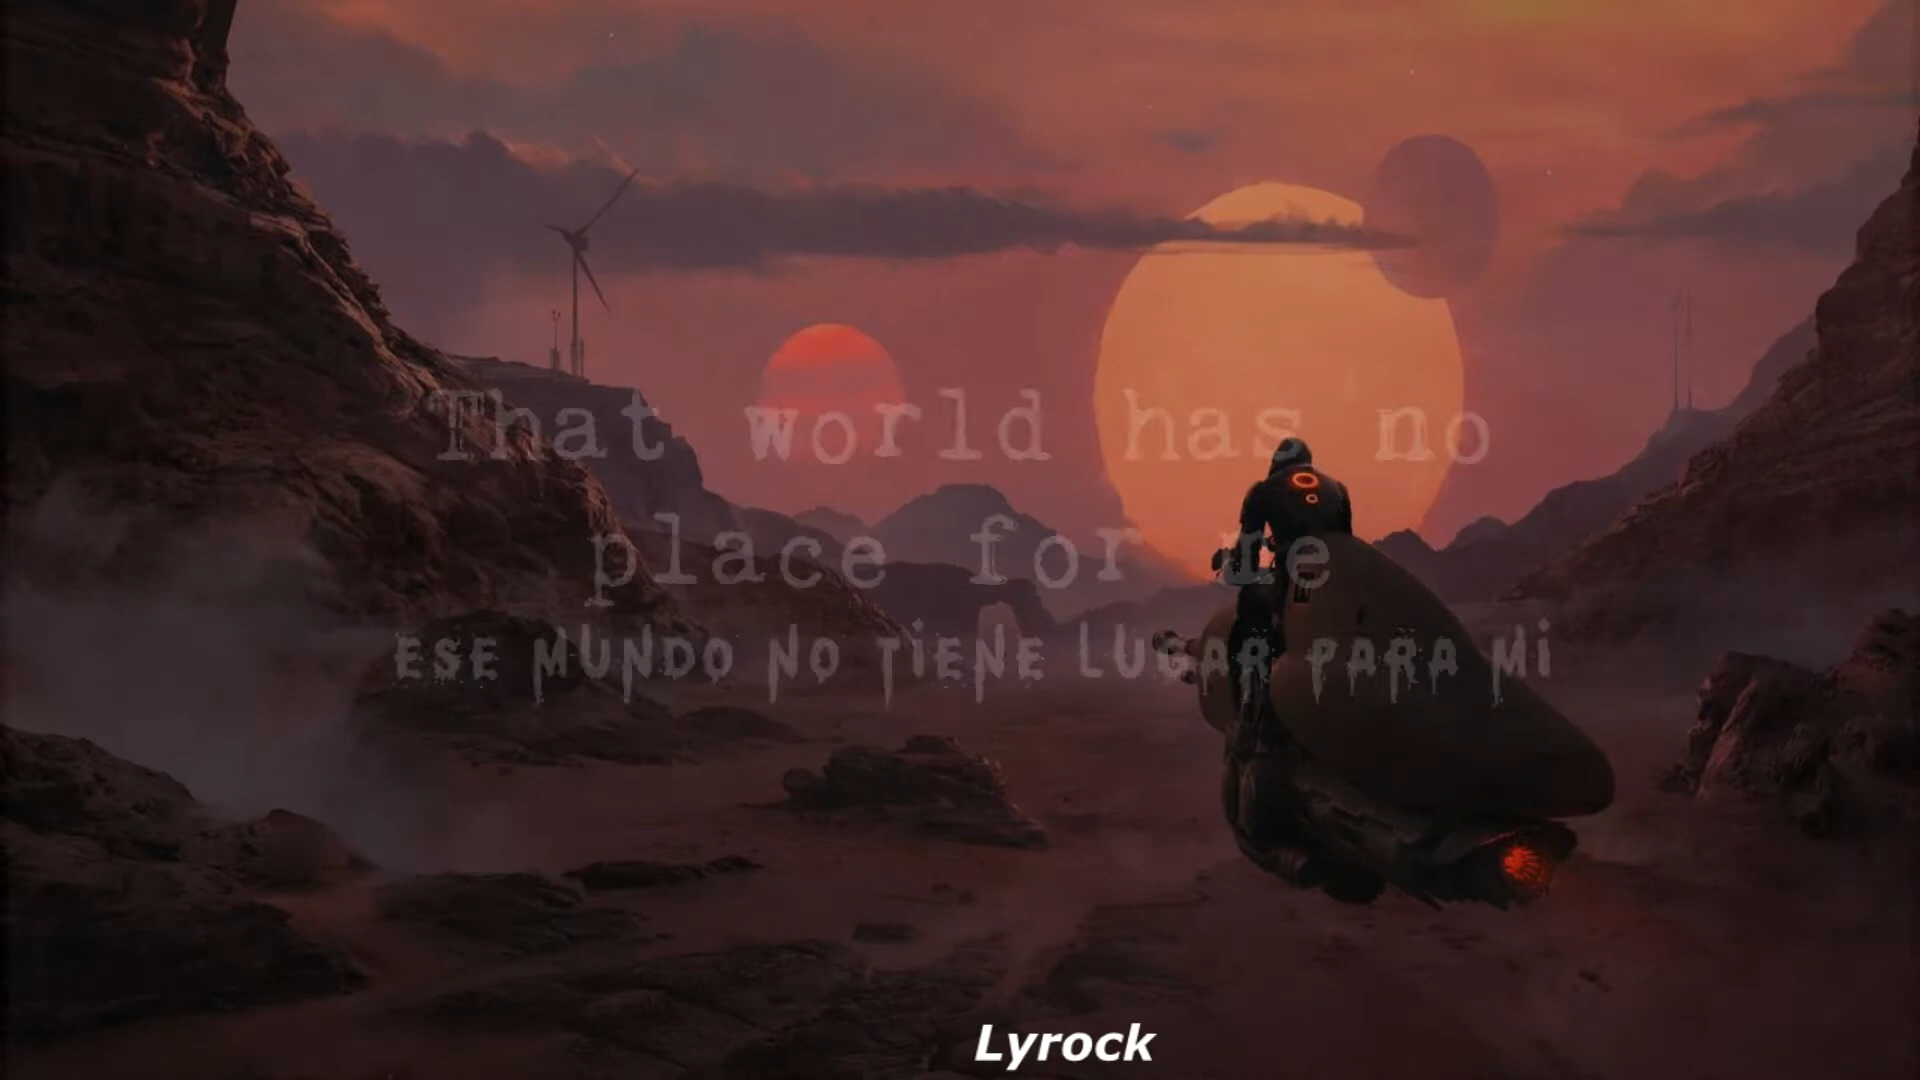 That world has no
place for me
ESE MUNDO NO TiENE LUGAR PARA Mi
Lyrock